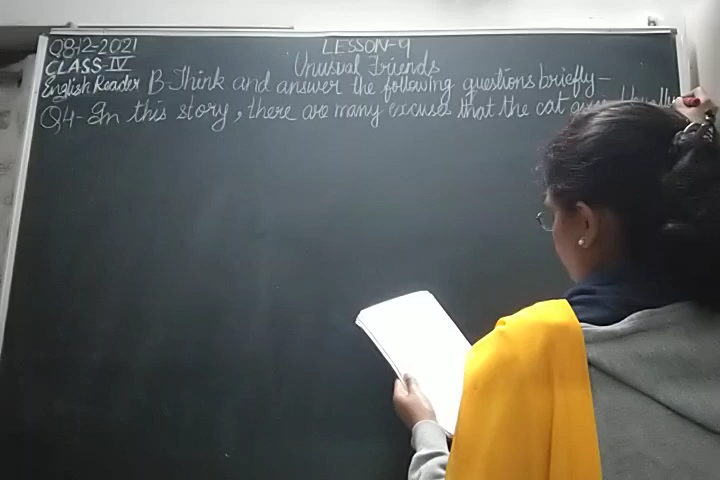 08-12-2021
LESSON-9
CLASS-IV
Unusual Friends
English Reader
B-Think and answer the following questions briefly-
Q4-In this story, there are many excuses that the cat